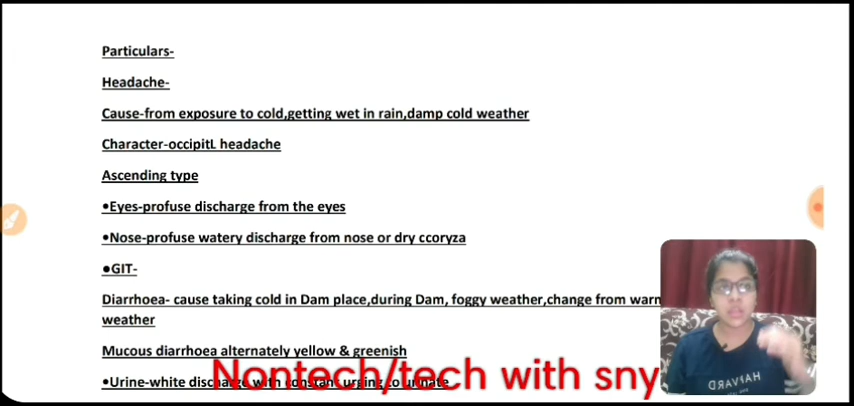 Particulars-
Headache-
Cause-from exposure to cold,getting wet in rain,damp cold weather
Character-occipitL headache
Ascending type
•Eyes-profuse discharge from the eyes
•Nose-profuse watery discharge from nose or dry ccoryza
•GIT-
Diarrhoea- cause taking cold in Dam place,during Dam, foggy weather,change from warm
weather
Mucous diarrhoea alternately yellow & greenish
•Urine-white discharge with constant urging to urinate
Nontech/tech with sny
HARVARD